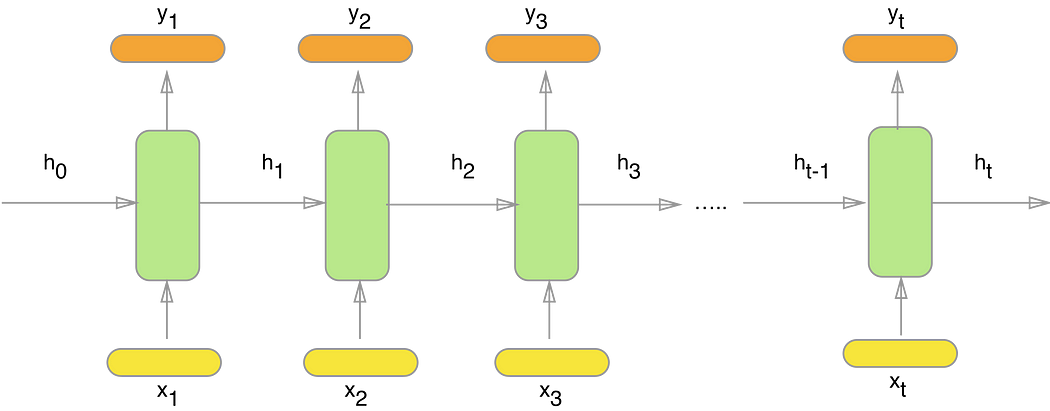 y1 y2 y3 yt
h0 h1 h2 h3 ..... ht-1 ht
x1 x2 x3 xt